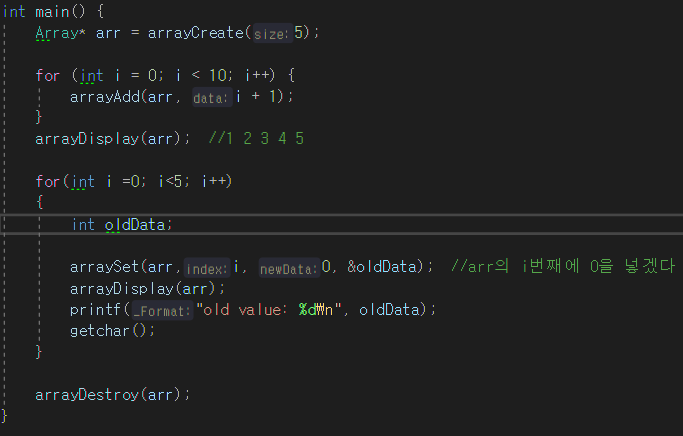 int main() {
Array* arr = arrayCreate(size: 5);
for (int i = 0; i < 10; i++) {
arrayAdd(arr, data: i + 1);
}
arrayDisplay(arr);  //1 2 3 4 5
for(int i =0; i<5; i++)
{
int oldData;
arraySet(arr, index: i, newData: 0, &oldData);  //arr의 i번째에 0을 넣겠다
arrayDisplay(arr);
printf(_Format: "old value: %d₩n", oldData);
getchar();
}
arrayDestroy(arr);
}